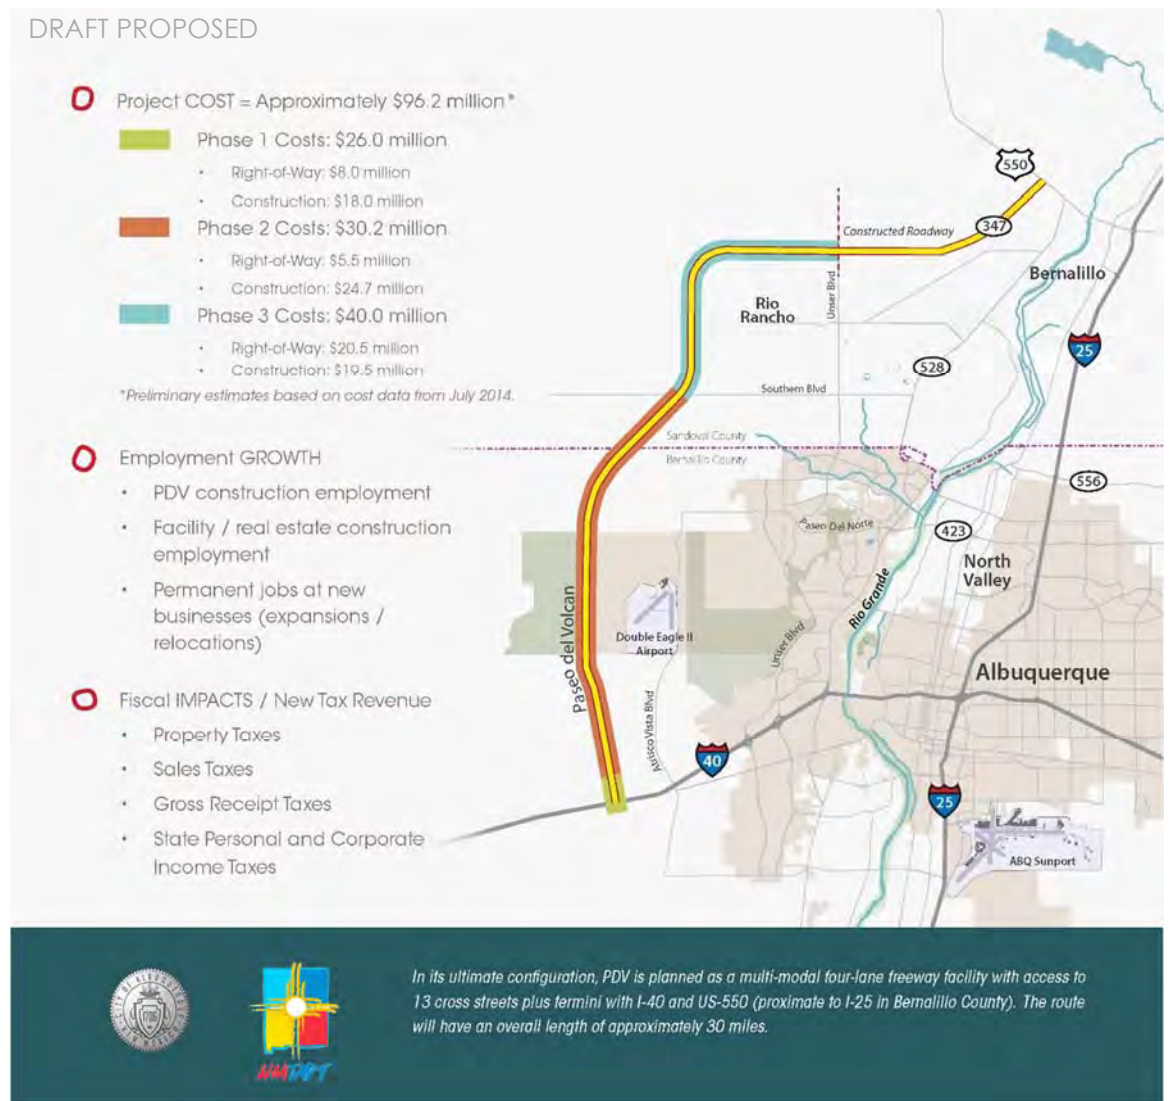 DRAFT PROPOSED
Project COST = Approximately $96.2 million*
Phase 1 Costs: $26.0 million
• Right-of-Way: $8.0 million
• Construction: $18.0 million
Phase 2 Costs: $30.2 million
• Right-of-Way: $5.5 million
• Construction: $24.7 million
Phase 3 Costs: $40.0 million
• Right-of-Way: $20.5 million
• Construction: $19.5 million
*Preliminary estimates based on cost data from July 2014.
Employment GROWTH
• PDV construction employment
• Facility / real estate construction
employment
• Permanent jobs at new
businesses (expansions /
relocations)
Fiscal IMPACTS / New Tax Revenue
• Property Taxes
• Sales Taxes
• Gross Receipt Taxes
• State Personal and Corporate
Income Taxes
550
347
Constructed Roadway
Unser Blvd
Bernalillo
Rio
Rancho
25
528
Southern Blvd
Sandoval County
Bernalillo County
556
Paseo Del Norte
423
North
Valley
Rio Grande
Paseo del Volcan
Double Eagle II
Airport
Unser Blvd
Albuquerque
Atrisco Vista Blvd
40
25
ABQ Sunport
In its ultimate configuration, PDV is planned as a multi-modal four-lane freeway facility with access to
13 cross streets plus termini with I-40 and US-550 (proximate to I-25 in Bernalillo County). The route
will have an overall length of approximately 30 miles.
NMDOT